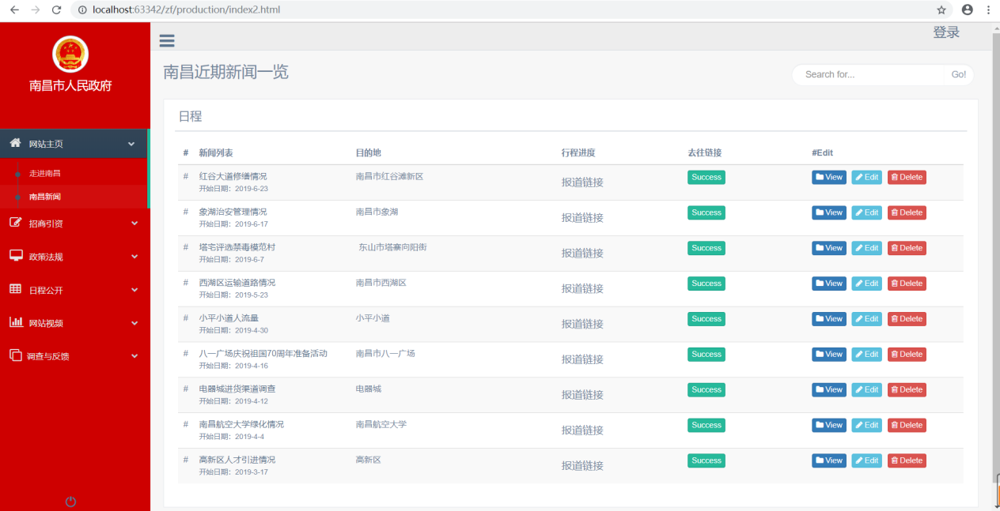 localhost:63342/zf/production/index2.html
登录
南昌市人民政府
南昌近期新闻一览
Search for...
Go!
网站主页
走进南昌
南昌新闻
招商引资
政策法规
日程公开
网站视频
调查与反馈
日程
# 新闻列表 目的地 行程进度 去往链接 #Edit
# 红谷大道修缮情况 南昌市红谷滩新区 报道链接 Success View Edit Delete
开始日期：2019-6-23
# 象湖治安管理情况 南昌市象湖 报道链接 Success View Edit Delete
开始日期：2019-6-17
# 塔宅评选禁毒模范村 东山市塔寨向阳街 报道链接 Success View Edit Delete
开始日期：2019-6-7
# 西湖区运输道路情况 南昌市西湖区 报道链接 Success View Edit Delete
开始日期：2019-5-23
# 小平小道人流量 小平小道 报道链接 Success View Edit Delete
开始日期：2019-4-30
# 八一广场庆祝祖国70周年准备活动 南昌市八一广场 报道链接 Success View Edit Delete
开始日期：2019-4-16
# 电器城进货渠道调查 电器城 报道链接 Success View Edit Delete
开始日期：2019-4-12
# 南昌航空大学绿化情况 南昌航空大学 报道链接 Success View Edit Delete
开始日期：2019-4-4
# 高新区人才引进情况 高新区 报道链接 Success View Edit Delete
开始日期：2019-3-17